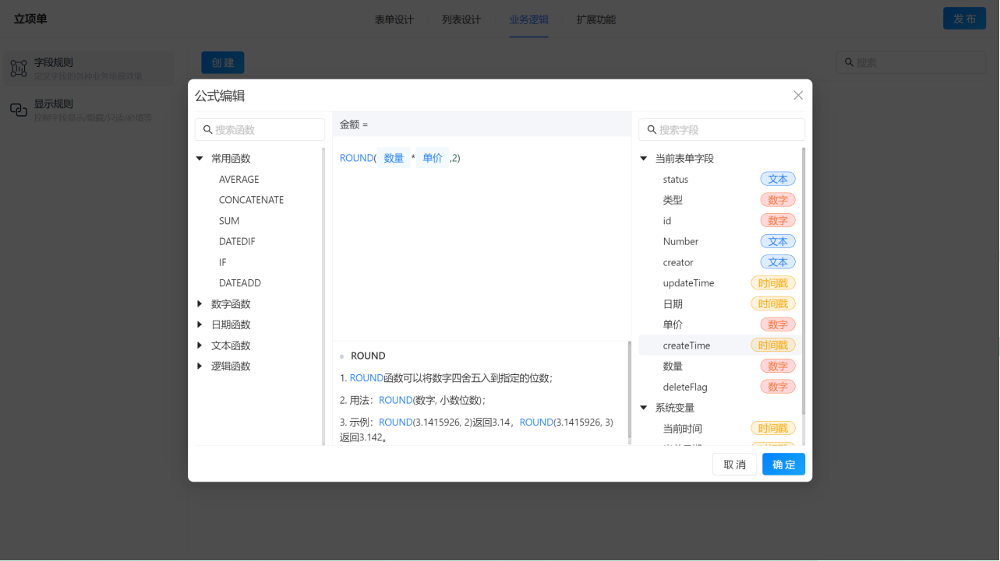 立项单
表单设计
列表设计
业务逻辑
扩展功能
发布
字段规则
定义字段的各种业务场景效果
显示规则
控制字段显示/隐藏/只读/必填等
创建
搜索
公式编辑
搜索函数
常用函数
AVERAGE
CONCATENATE
SUM
DATEDIF
IF
DATEADD
数字函数
日期函数
文本函数
逻辑函数
金额 =
ROUND( 数量 * 单价 ,2)
ROUND
1. ROUND函数可以将数字四舍五入到指定的位数;
2. 用法: ROUND(数字, 小数位数);
3. 示例: ROUND(3.1415926, 2)返回3.14, ROUND(3.1415926, 3)
返回3.142。
搜索字段
当前表单字段
status 文本
类型 数字
id 数字
Number 文本
creator 文本
updateTime 时间戳
日期 时间戳
单价 数字
createTime 时间戳
数量 数字
deleteFlag 数字
系统变量
当前时间 时间戳
取消
确定